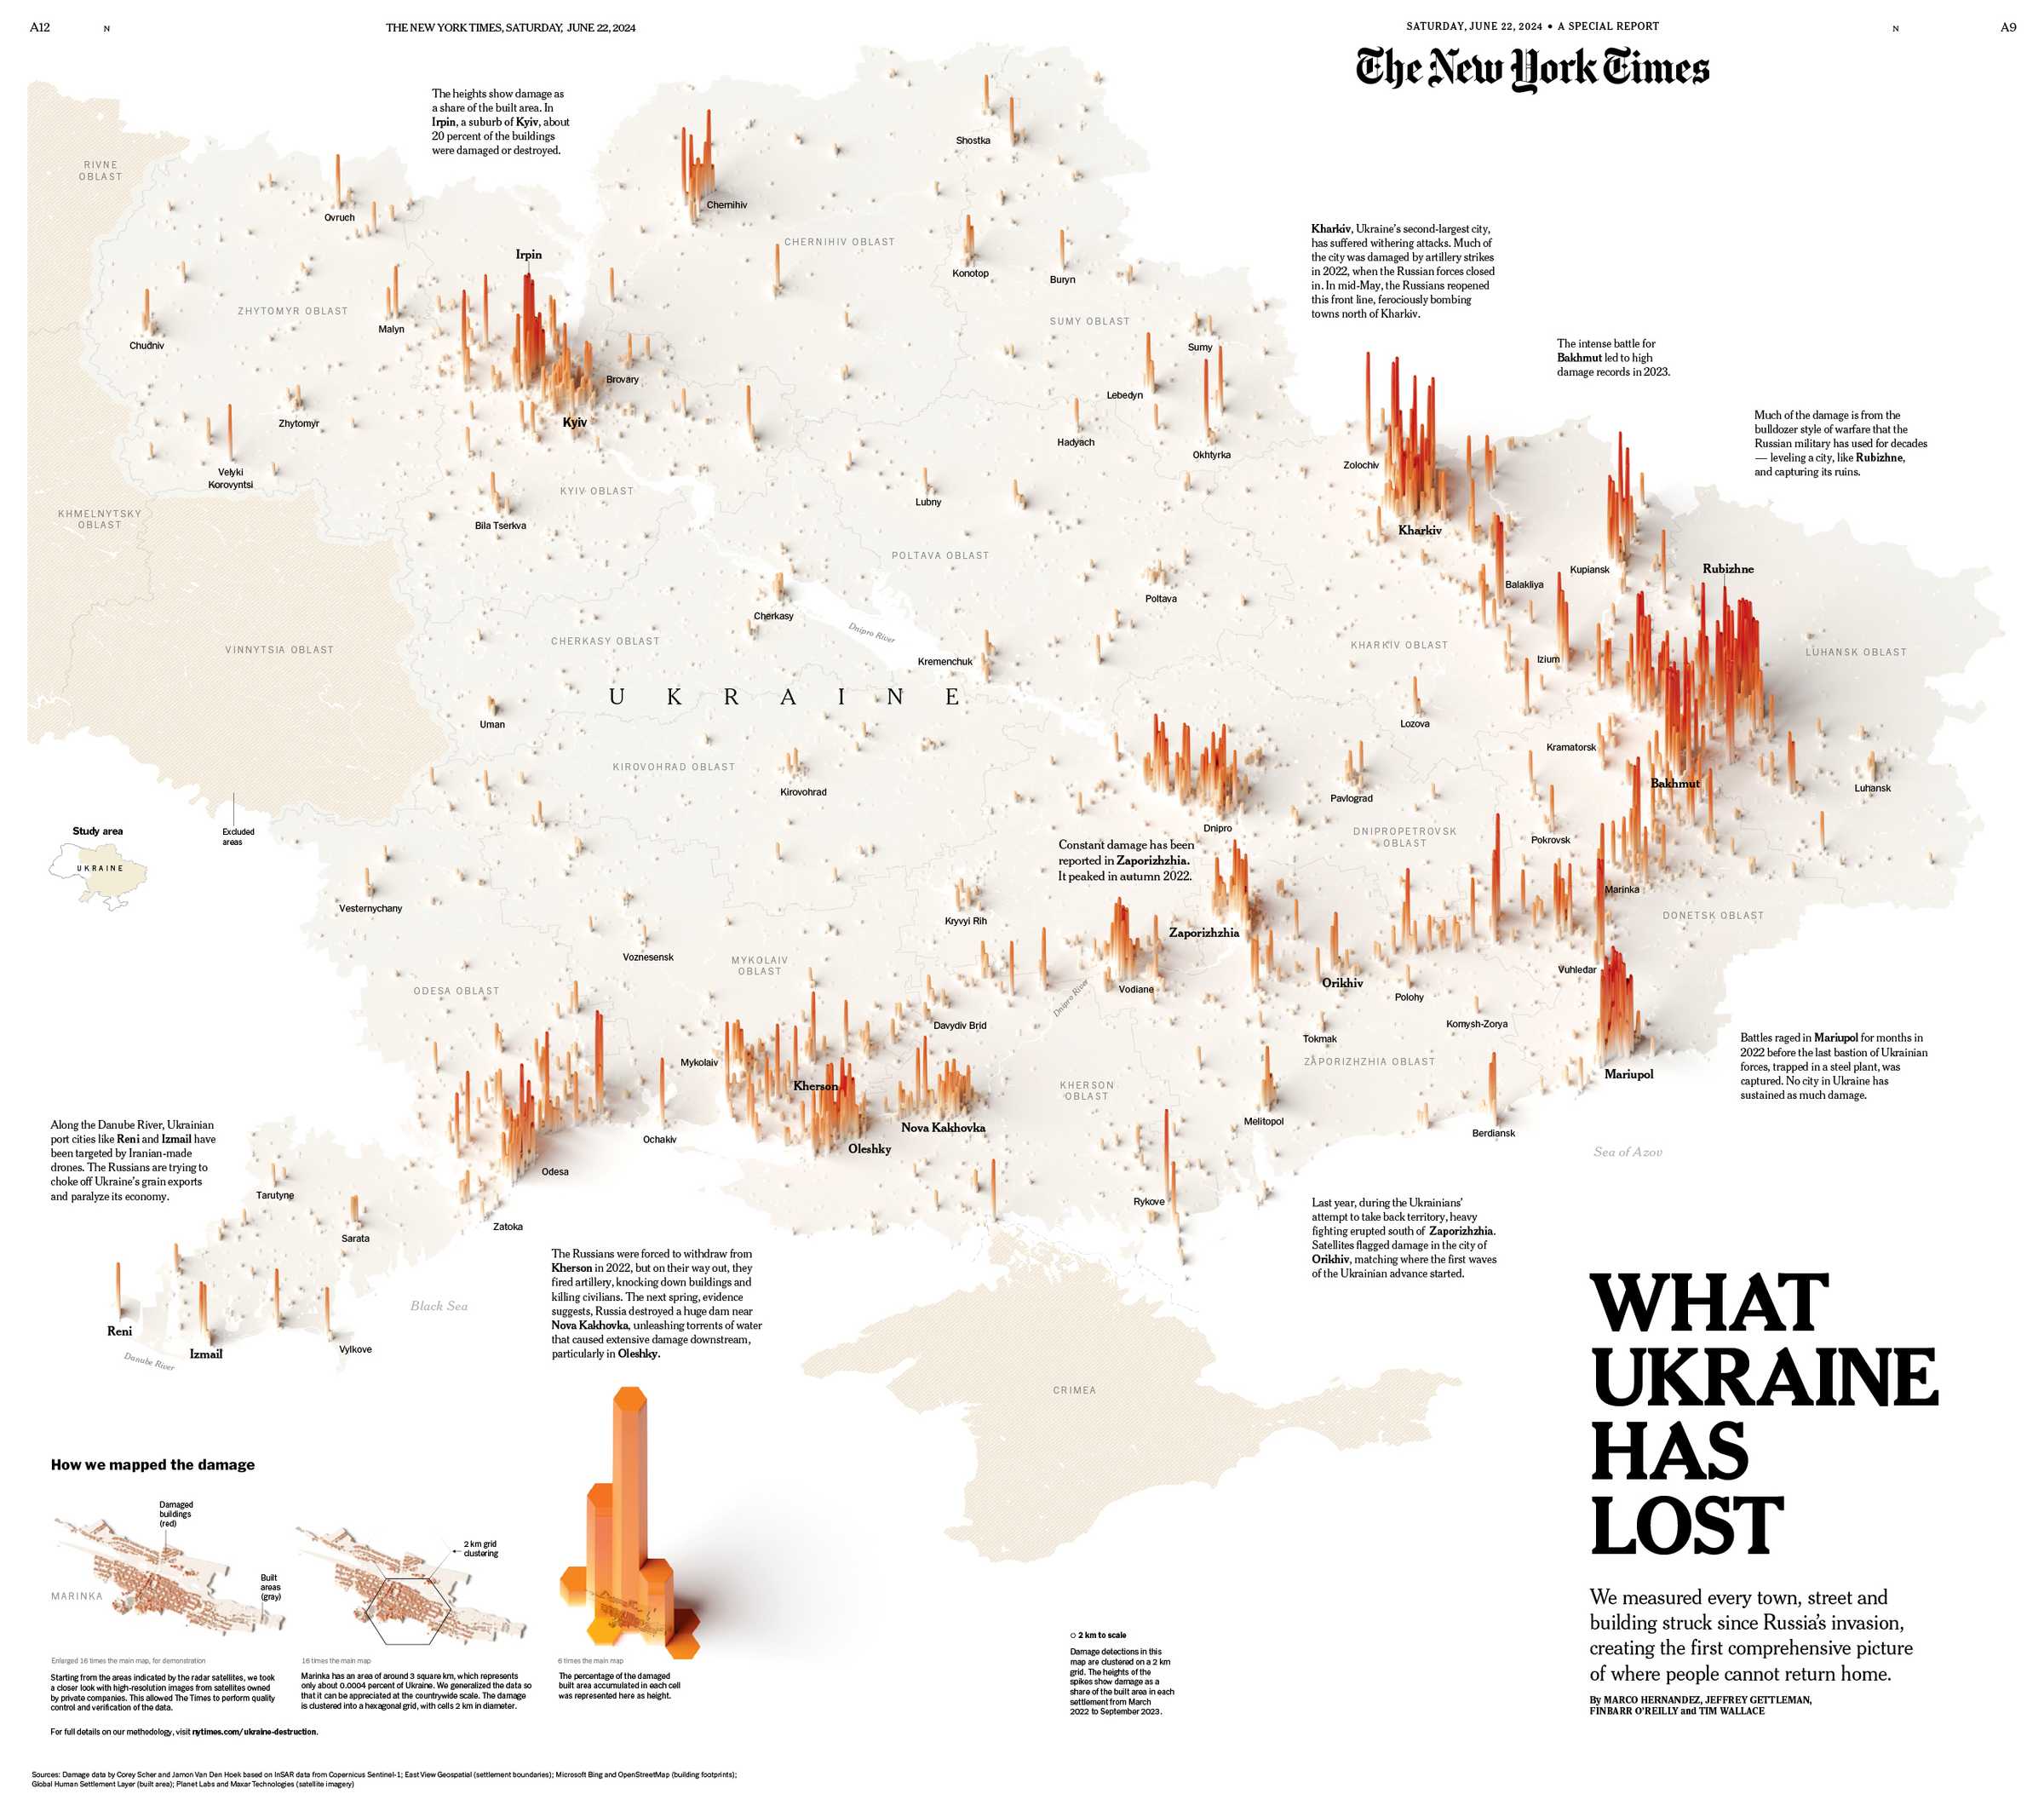 A12
N
THE NEW YORK TIMES, SATURDAY, JUNE 22, 2024
SATURDAY, JUNE 22, 2024 • A SPECIAL REPORT
N
A9
The New York Times
The heights show damage as
a share of the built area. In
Irpin, a suburb of Kyiv, about
20 percent of the buildings
were damaged or destroyed.
Kharkiv, Ukraine's second-largest city,
has suffered withering attacks. Much of
the city was damaged by artillery strikes
in 2022, when the Russian forces closed
in. In mid-May, the Russians reopened
this front line, ferociously bombing
towns north of Kharkiv.
The intense battle for
Bakhmut led to high
damage records in 2023.
Much of the damage is from the
bulldozer style of warfare that the
Russian military has used for decades
— leveling a city, like Rubizhne,
and capturing its ruins.
RIVNE
OBLAST
Shostka
Chernihiv
Ovruch
CHERNIHIV OBLAST
Irpin
Konotop
Buryn
ZHYTOMYR OBLAST
SUMY OBLAST
Malyn
Chudniv
Sumy
Brovary
Lebedyn
Zhytomyr
Kyiv
Hadyach
Okhtyrka
Zolochiv
Velyki
Korovyntsi
KYIV OBLAST
Lubny
KHMELNYTSKY
OBLAST
Bila Tserkva
Kharkiv
POLTAVA OBLAST
Kupiansk
Rubizhne
Balakliya
Poltava
Cherkasy
Dnipro River
CHERKASY OBLAST
KHARKIV OBLAST
VINNYTSIA OBLAST
LUHANSK OBLAST
Kremenchuk
Izium
UKRAINE
Uman
Lozova
Kramatorsk
KIROVOHRAD OBLAST
Kirovohrad
Bakhmut
Luhansk
Pavlograd
Dnipro
DNIPROPETROVSK
OBLAST
Pokrovsk
Study area
UKRAINE
Excluded
areas
Constant damage has been
reported in Zaporizhzhia.
It peaked in autumn 2022.
Marinka
Vesternychany
Kryvyi Rih
DONETSK OBLAST
Zaporizhzhia
Voznesensk
MYKOLAIV
OBLAST
Vuhledar
Orikhiv
Vodiane
ODESA OBLAST
Polohy
Dnipro River
Davydiv Brid
Komysh-Zorya
Tokmak
Mykolaiv
ZAPORIZHZHIA OBLAST
Mariupol
Kherson
KHERSON
OBLAST
Melitopol
Nova Kakhovka
Berdiansk
Ochakiv
Oleshky
Sea of Azov
Odesa
Battles raged in Mariupol for months in
2022 before the last bastion of Ukrainian
forces, trapped in a steel plant, was
captured. No city in Ukraine has
sustained as much damage.
Along the Danube River, Ukrainian
port cities like Reni and Izmail have
been targeted by Iranian-made
drones. The Russians are trying to
choke off Ukraine's grain exports
and paralyze its economy.
Tarutyne
Rykove
Zatoka
Sarata
Last year, during the Ukrainians'
attempt to take back territory, heavy
fighting erupted south of Zaporizhzhia.
Satellites flagged damage in the city of
Orikhiv, matching where the first waves
of the Ukrainian advance started.
The Russians were forced to withdraw from
Kherson in 2022, but on their way out, they
fired artillery, knocking down buildings and
killing civilians. The next spring, evidence
suggests, Russia destroyed a huge dam near
Nova Kakhovka, unleashing torrents of water
that caused extensive damage downstream,
particularly in Oleshky.
Black Sea
Reni
Vylkove
Izmail
Danube River
CRIMEA
WHAT
UKRAINE
HAS
LOST
We measured every town, street and
building struck since Russia's invasion,
creating the first comprehensive picture
of where people cannot return home.
By MARCO HERNANDEZ, JEFFREY GETTLEMAN,
FINBARR O'REILLY and TIM WALLACE
How we mapped the damage
Damaged
buildings
(red)
Built
areas
(gray)
MARINKA
2 km grid
clustering
Enlarged 16 times the main map, for demonstration
Starting from the areas indicated by the radar satellites, we took
a closer look with high-resolution images from satellites owned
by private companies. This allowed The Times to perform quality
control and verification of the data.
16 times the main map
Marinka has an area of around 3 square km, which represents
only about 0.0004 percent of Ukraine. We generalized the data so
that it can be appreciated at the countrywide scale. The damage
is clustered into a hexagonal grid, with cells 2 km in diameter.
6 times the main map
The percentage of the damaged
built area accumulated in each cell
was represented here as height.
2 km to scale
Damage detections in this
map are clustered on a 2 km
grid. The heights of the
spikes show damage as a
share of the built area in each
settlement from March
2022 to September 2023.
For full details on our methodology, visit nytimes.com/ukraine-destruction.
Sources: Damage data by Corey Scher and Jamon Van Den Hoek based on InSAR data from Copernicus Sentinel-1; East View Geospatial (settlement boundaries); Microsoft Bing and OpenStreetMap (building footprints);
Global Human Settlement Layer (built area); Planet Labs and Maxar Technologies (satellite imagery)